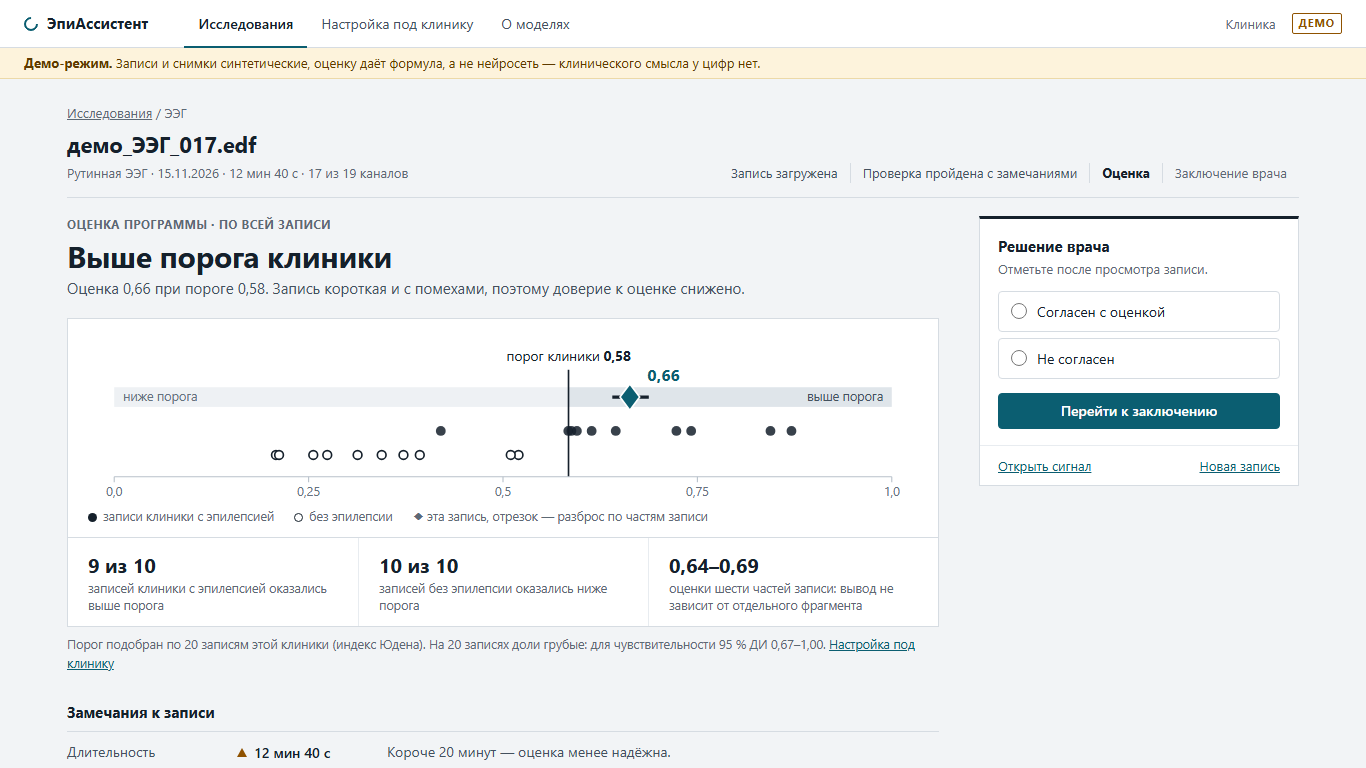 ЭпиАссистент Исследования Настройка под клинику О моделях Клиника ДЕМО
Демо-режим. Записи и снимки синтетические, оценку даёт формула, а не нейросеть — клинического смысла у цифр нет.
Исследования / ЭЭГ
демо_ЭЭГ_017.edf
Рутинная ЭЭГ · 15.11.2026 · 12 мин 40 с · 17 из 19 каналов
Запись загружена Проверка пройдена с замечаниями Оценка Заключение врача
ОЦЕНКА ПРОГРАММЫ · ПО ВСЕЙ ЗАПИСИ
Выше порога клиники
Оценка 0,66 при пороге 0,58. Запись короткая и с помехами, поэтому доверие к оценке снижено.
порог клиники 0,58
0,66
ниже порога выше порога
0,0 0,25 0,5 0,75 1,0
записи клиники с эпилепсией без эпилепсии эта запись, отрезок — разброс по частям записи
9 из 10
записей клиники с эпилепсией оказались
выше порога
10 из 10
записей без эпилепсии оказались ниже
порога
0,64–0,69
оценки шести частей записи: вывод не
зависит от отдельного фрагмента
Порог подобран по 20 записям этой клиники (индекс Юдена). На 20 записях доли грубые: для чувствительности 95 % ДИ 0,67–1,00. Настройка под
клинику
Замечания к записи
Длительность 12 мин 40 с Короче 20 минут — оценка менее надёжна.
Решение врача
Отметьте после просмотра записи.
Согласен с оценкой
Не согласен
Перейти к заключению
Открыть сигнал Новая запись